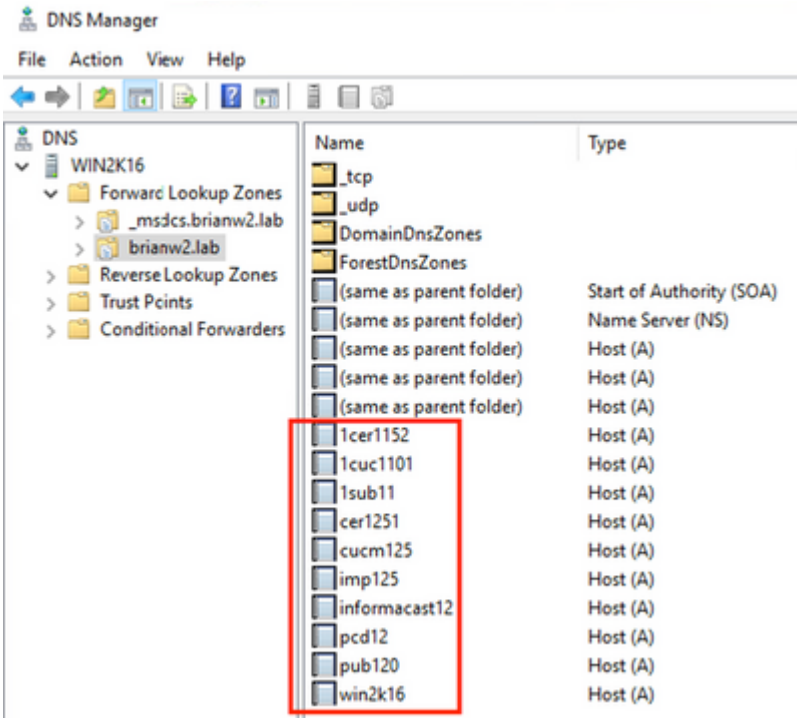 DNS Manager
File Action View Help
DNS
WIN2K16
Forward Lookup Zones
_msdcs.brianw2.lab
brianw2.lab
Reverse Lookup Zones
Trust Points
Conditional Forwarders
Name Type
_tcp
_udp
DomainDnsZones
ForestDnsZones
(same as parent folder) Start of Authority (SOA)
(same as parent folder) Name Server (NS)
(same as parent folder) Host (A)
(same as parent folder) Host (A)
(same as parent folder) Host (A)
1cer1152 Host (A)
1cuc1101 Host (A)
1sub11 Host (A)
cer1251 Host (A)
cucm125 Host (A)
imp125 Host (A)
informacast12 Host (A)
pcd12 Host (A)
pub120 Host (A)
win2k16 Host (A)